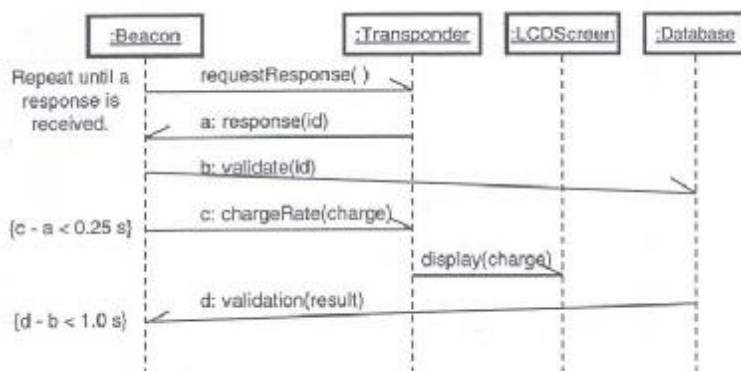 :Beacon
:Transponder
:LCDScreen
:Database
Repeat until a
response is
received.
requestResponse( )
a: response(id)
b: validate(id)
{c - a < 0.25 s}
c: chargeRate(charge)
display(charge)
d: validation(result)
{d - b < 1.0 s}